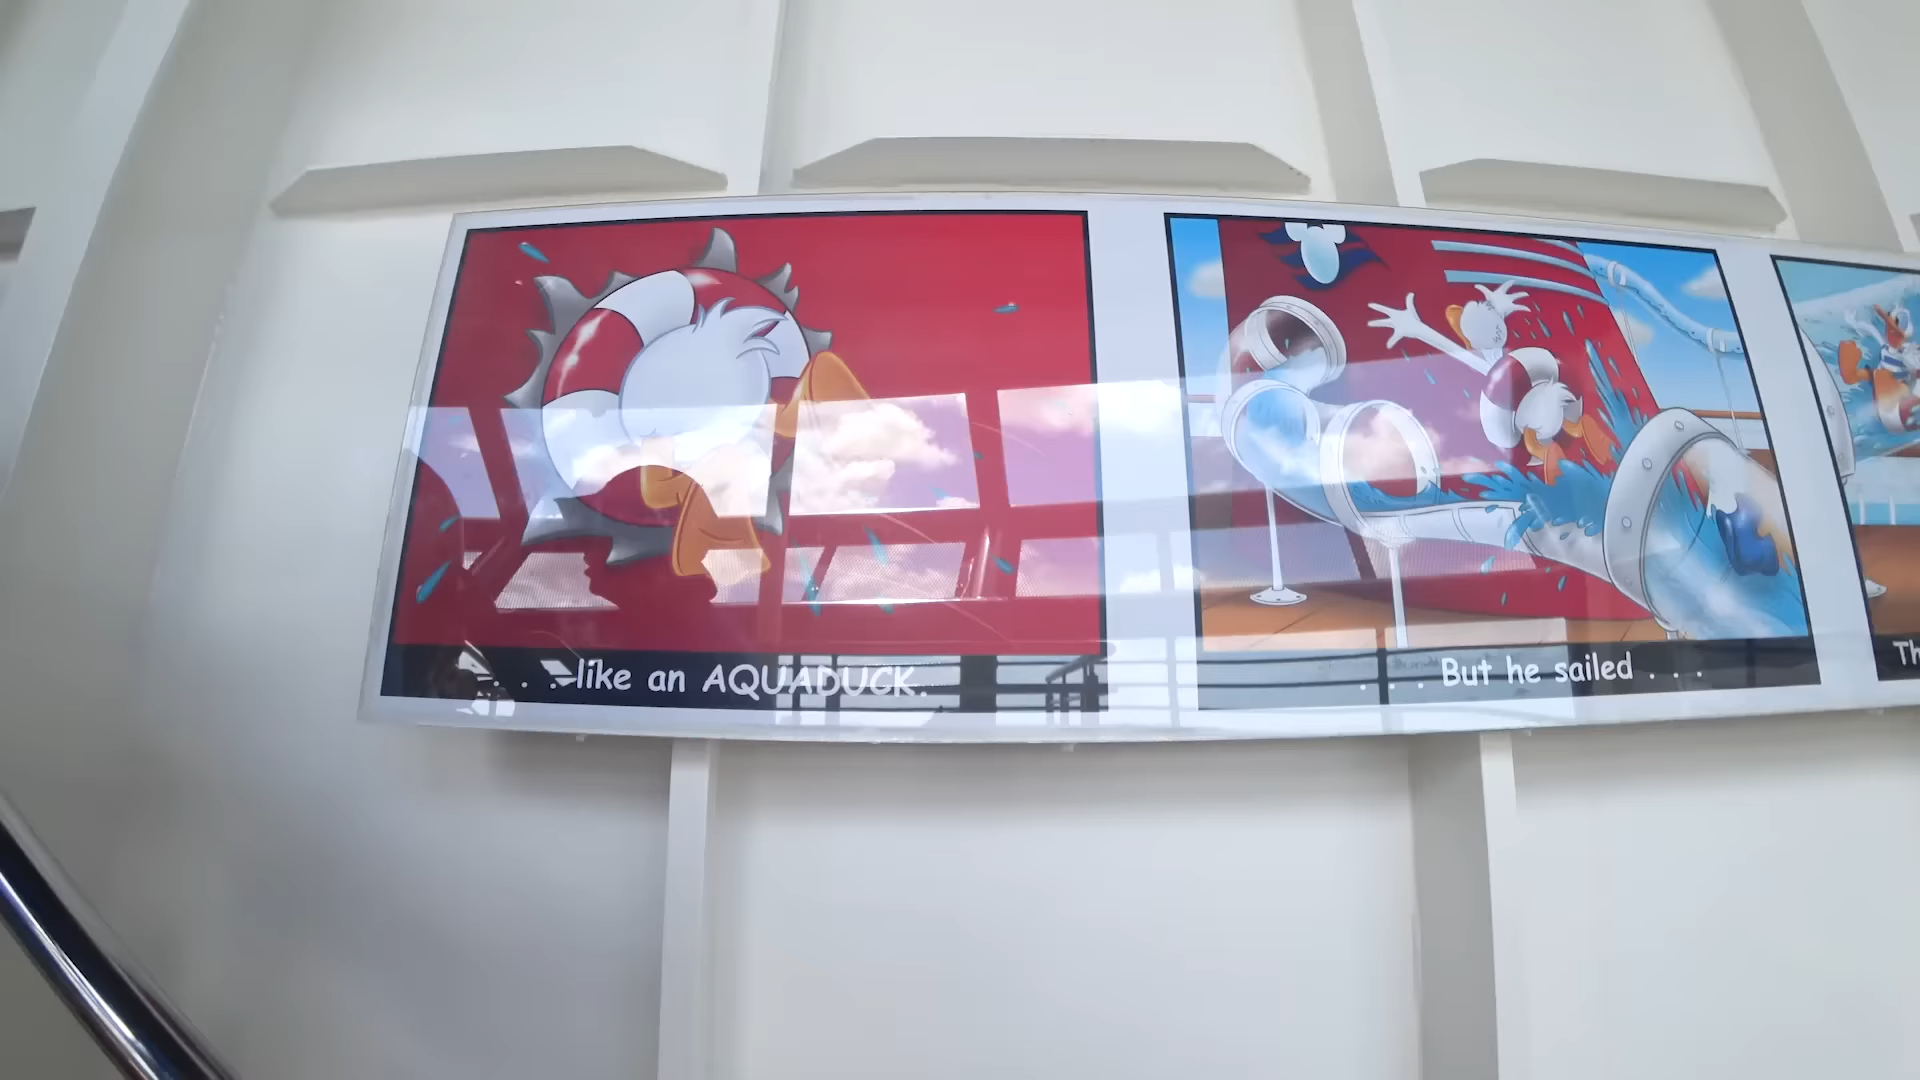 . . . like an AQUADUCK.
. . . But he sailed . . .